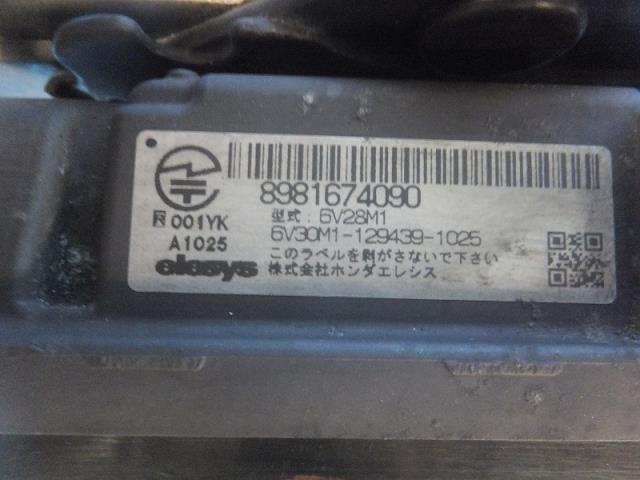 8981674090
型式：6V28M1
6V30M1-129439-1025
このラベルを剥がさないで下さい
株式会社ホンダエレシス
R 001YK
A1025
elesys